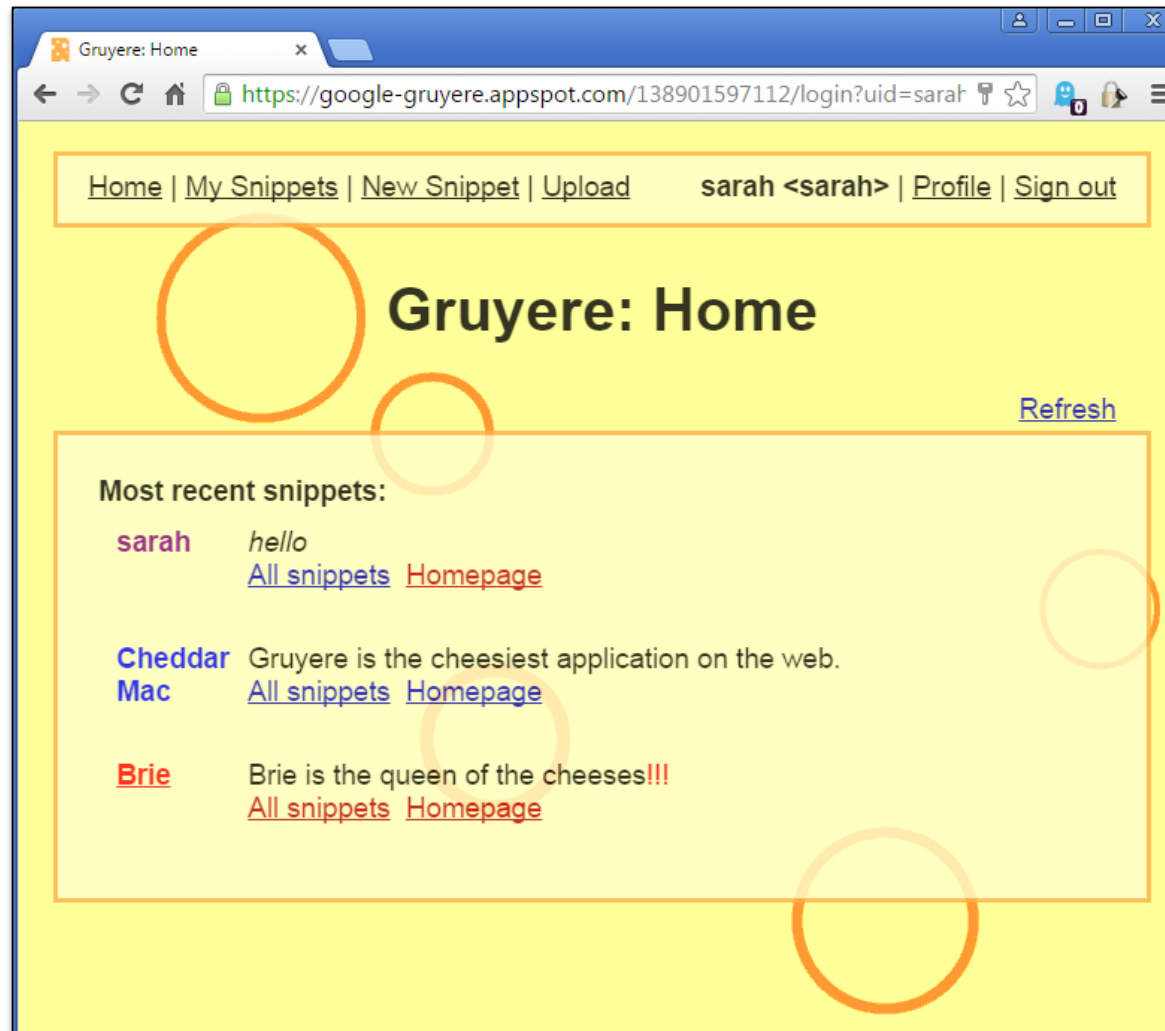 Gruyere: Home
https://google-gruyere.appspot.com/138901597112/login?uid=sarah
0
Home | My Snippets | New Snippet | Upload sarah <sarah> | Profile | Sign out
Gruyere: Home
Refresh
Most recent snippets:
sarah hello
All snippets Homepage
Cheddar Gruyere is the cheesiest application on the web.
Mac All snippets Homepage
Brie Brie is the queen of the cheeses!!!
All snippets Homepage